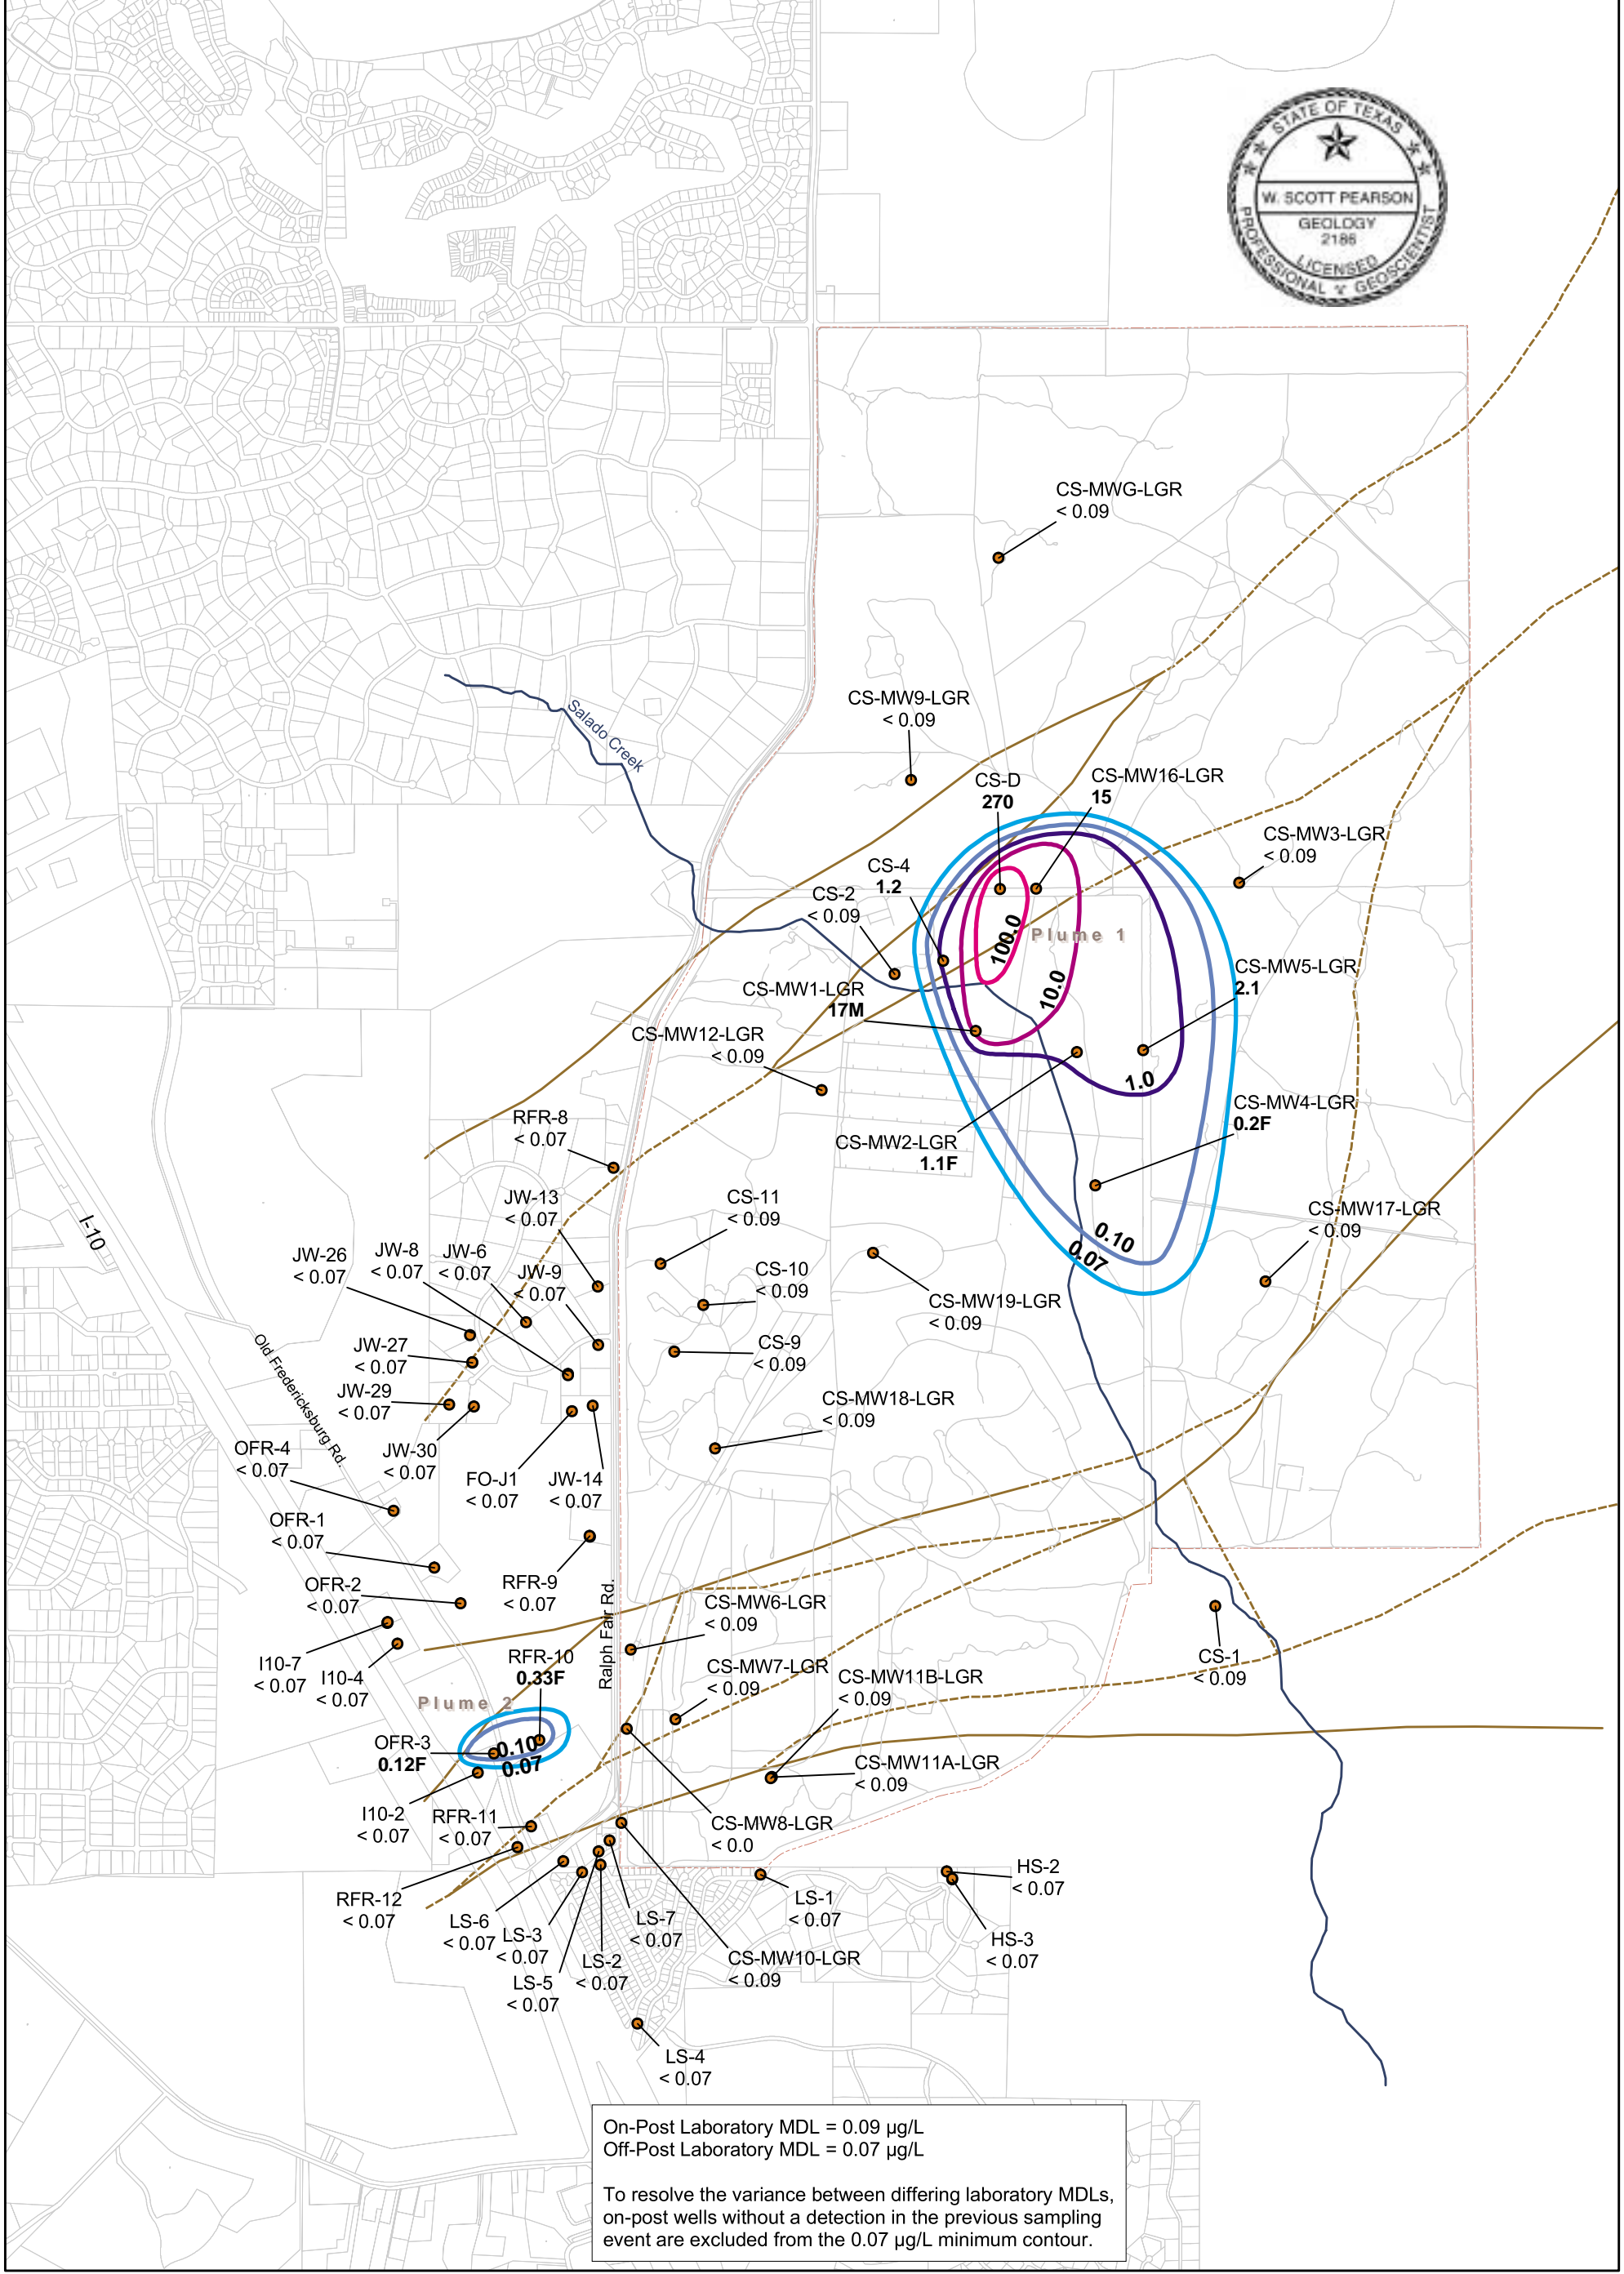 STATE OF TEXAS
W. SCOTT PEARSON
GEOLOGY
2186
LICENSED
PROFESSIONAL GEOSCIENTIST
CS-MWG-LGR
< 0.09
CS-MW9-LGR
< 0.09
Salado Creek
CS-D
270
CS-MW16-LGR
15
CS-MW3-LGR
< 0.09
CS-4
1.2
CS-2
< 0.09
100.0
Plume 1
10.0
CS-MW5-LGR
2.1
CS-MW1-LGR
17M
CS-MW12-LGR
< 0.09
1.0
CS-MW4-LGR
0.2F
RFR-8
< 0.07
CS-MW2-LGR
1.1F
JW-13
< 0.07
CS-11
< 0.09
CS-MW17-LGR
< 0.09
I-10
0.10
0.07
JW-26
< 0.07
JW-8
< 0.07
JW-6
< 0.07
JW-9
< 0.07
CS-10
< 0.09
CS-MW19-LGR
< 0.09
Old Fredericksburg Rd.
JW-27
< 0.07
CS-9
< 0.09
JW-29
< 0.07
CS-MW18-LGR
< 0.09
OFR-4
< 0.07
JW-30
< 0.07
FO-J1
< 0.07
JW-14
< 0.07
OFR-1
< 0.07
OFR-2
< 0.07
RFR-9
< 0.07
Ralph Fair Rd.
CS-MW6-LGR
< 0.09
I10-7
< 0.07
I10-4
< 0.07
RFR-10
0.33F
CS-MW7-LGR
< 0.09
CS-MW11B-LGR
< 0.09
CS-1
< 0.09
Plume 2
OFR-3
0.12F
0.10
0.07
CS-MW11A-LGR
< 0.09
I10-2
< 0.07
RFR-11
< 0.07
CS-MW8-LGR
< 0.0
RFR-12
< 0.07
LS-6
< 0.07
LS-3
< 0.07
LS-7
< 0.07
LS-1
< 0.07
HS-2
< 0.07
LS-5
< 0.07
LS-2
< 0.07
CS-MW10-LGR
< 0.09
HS-3
< 0.07
LS-4
< 0.07
On-Post Laboratory MDL = 0.09 µg/L
Off-Post Laboratory MDL = 0.07 µg/L
To resolve the variance between differing laboratory MDLs,
on-post wells without a detection in the previous sampling
event are excluded from the 0.07 µg/L minimum contour.